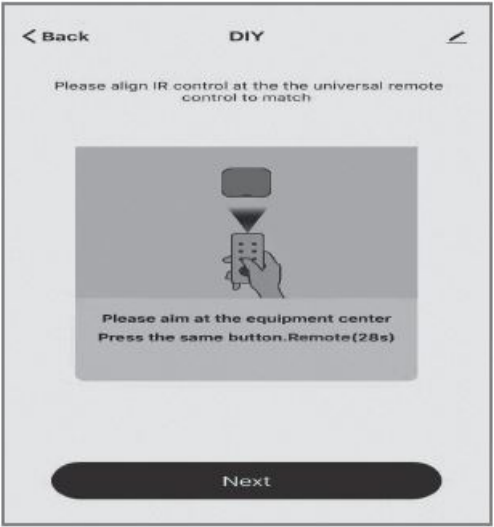 < Back
DIY
Please align IR control at the the universal remote
control to match
Please aim at the equipment center
Press the same button.Remote(28s)
Next